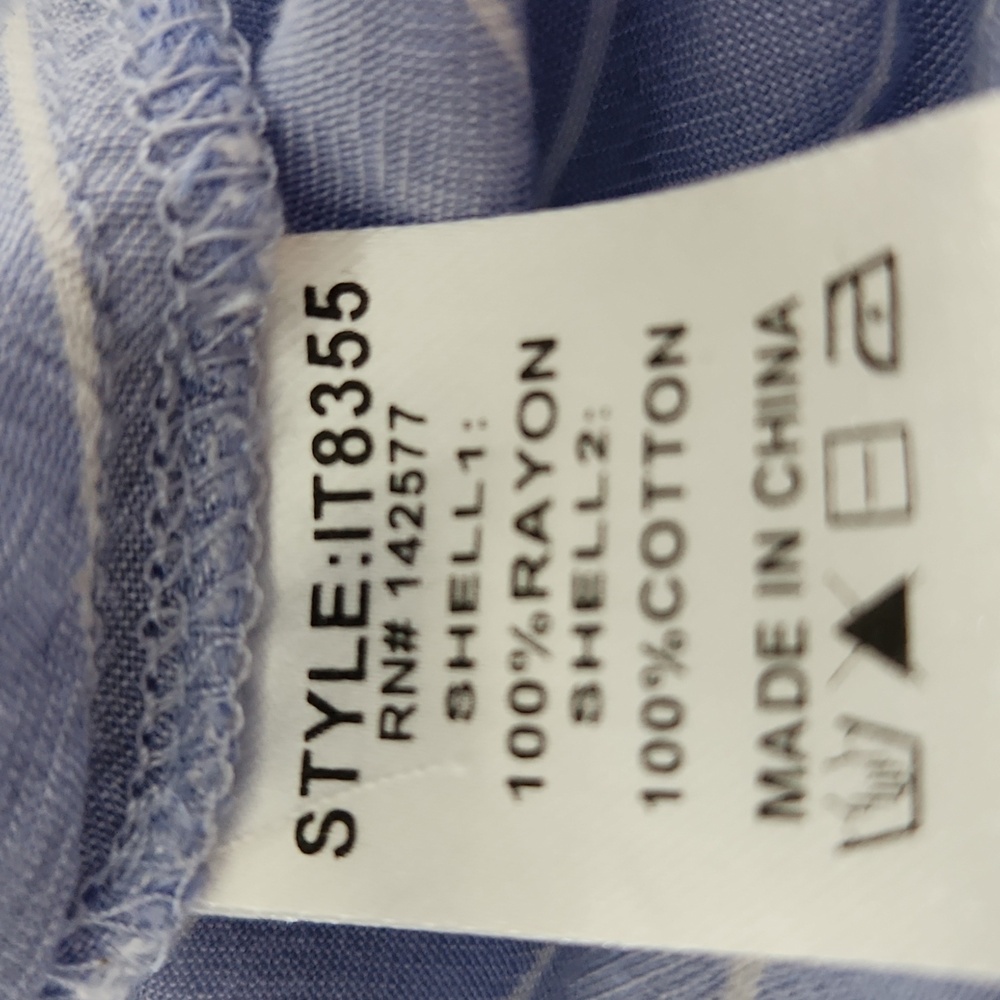 STYLE:IT8355
RN# 142577
SHELL1:
100%RAYON
SHELL2:
100%COTTON
MADE IN CHINA